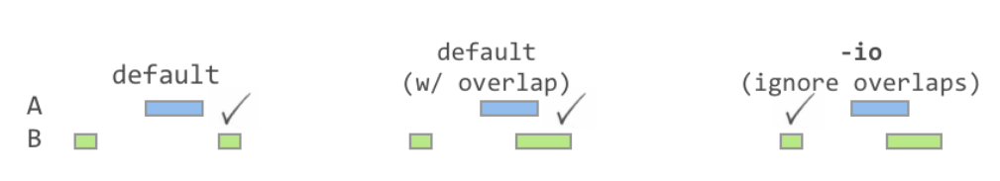 default
default
(w/ overlap)
-io
(ignore overlaps)
A
B